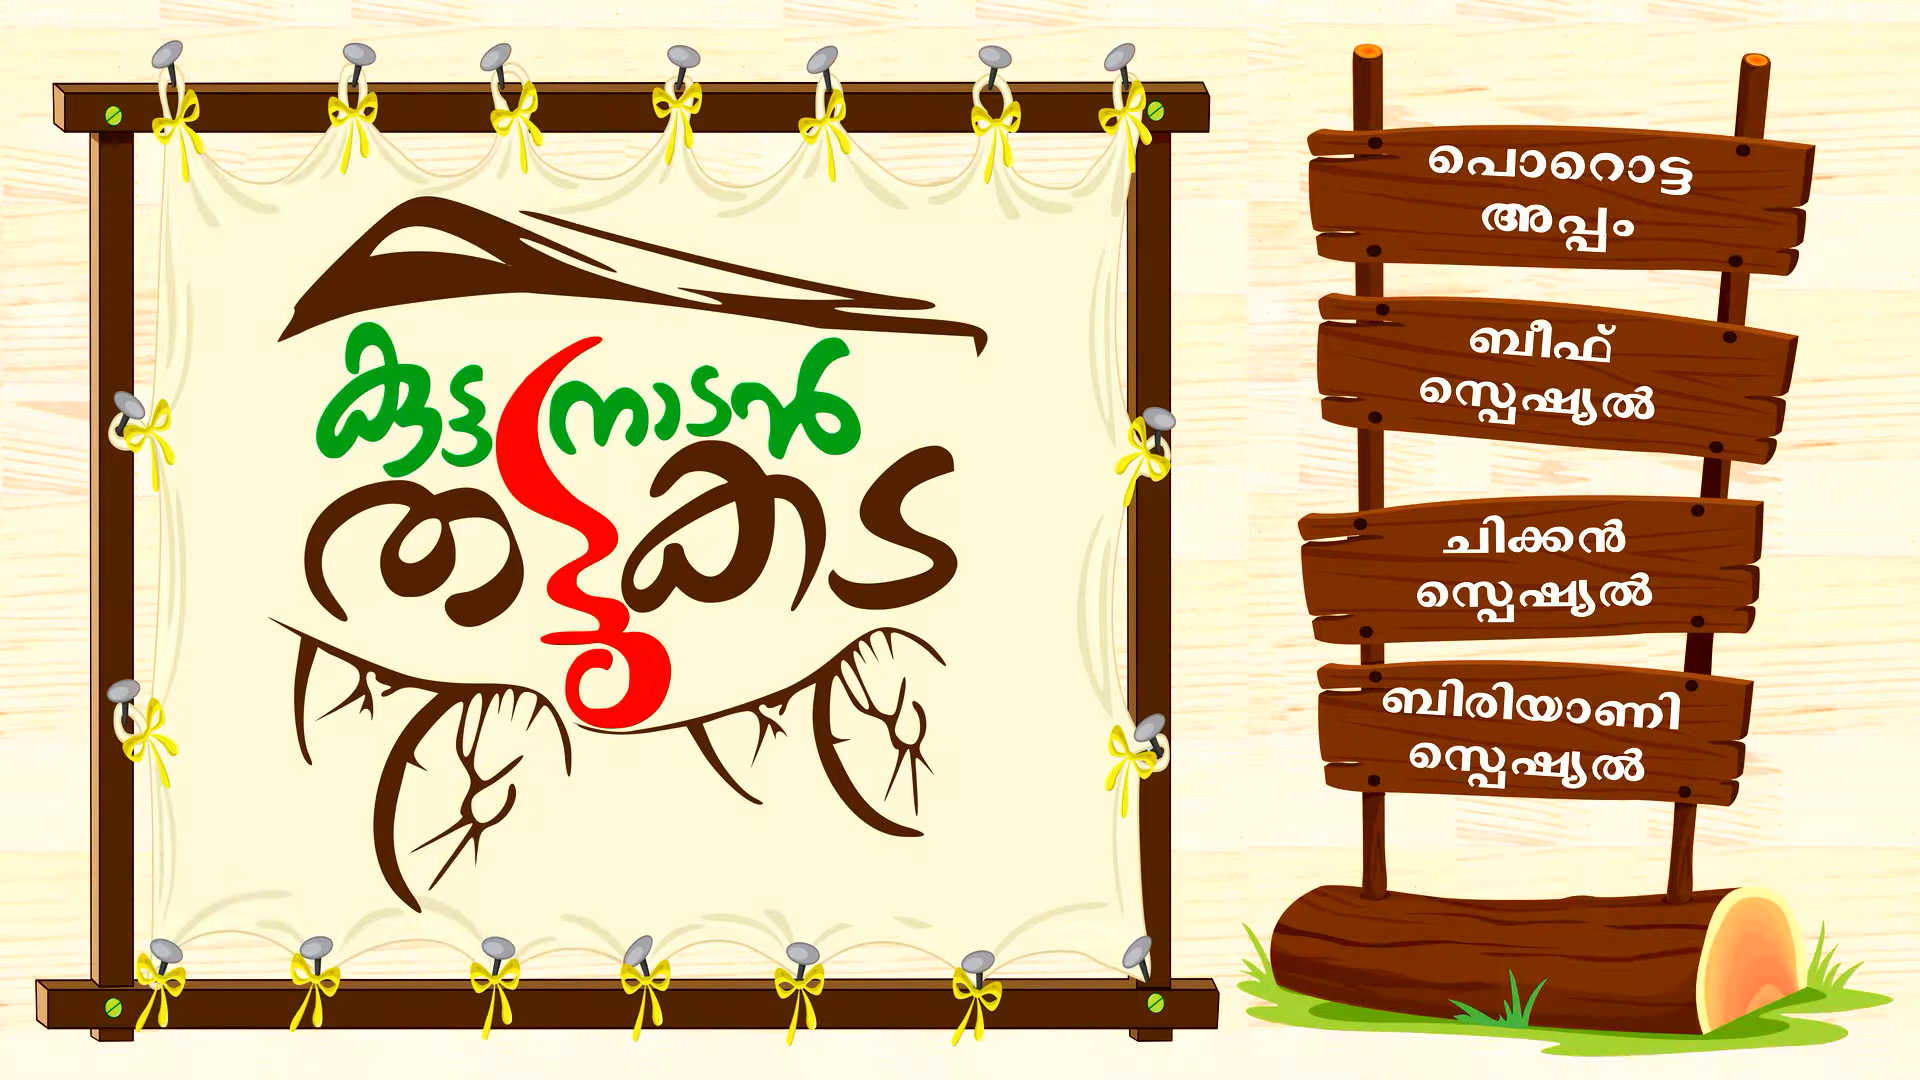 കുട്ടനാടൻ
തട്ടുകട
പൊറൊട്ട
അപ്പം
ബീഫ്
സ്പെഷ്യൽ
ചിക്കൻ
സ്പെഷ്യൽ
ബിരിയാണി
സ്പെഷ്യൽ